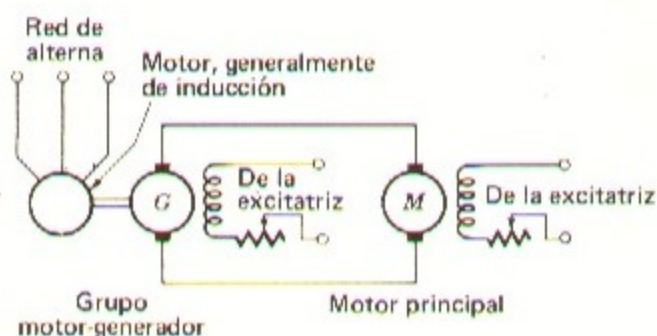 Red de
alterna
Motor, generalmente
de inducción
G
De la
excitatriz
M
De la excitatriz
Grupo
motor-generador
Motor principal